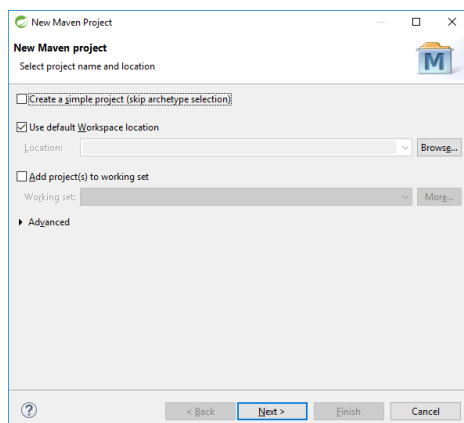 New Maven Project
New Maven project
Select project name and location
M
Create a simple project (skip archetype selection)
Use default Workspace location
Location:
Browse...
Add project(s) to working set
Working set:
More...
Advanced
?
< Back
Next >
Finish
Cancel